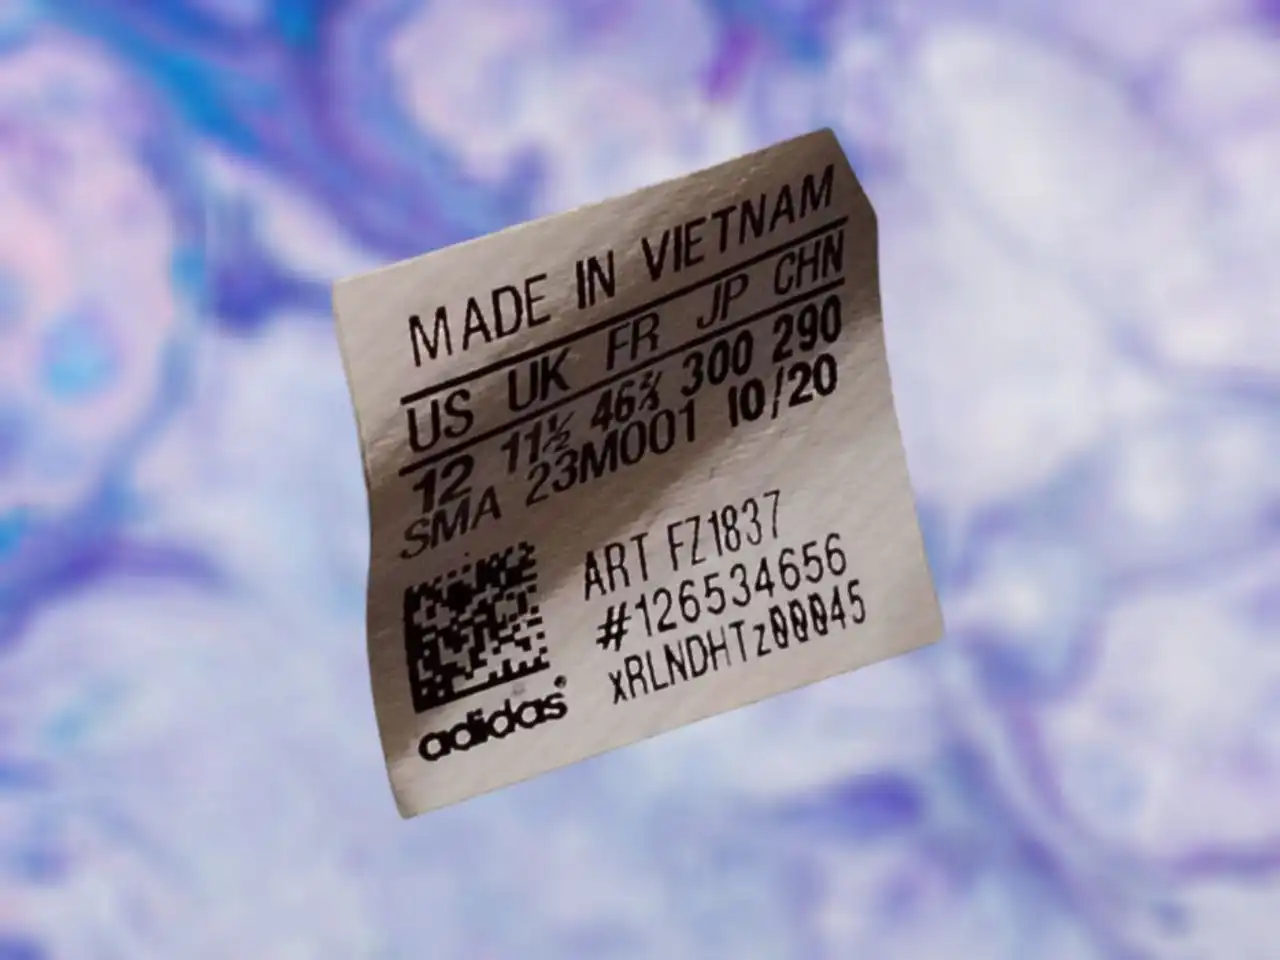 MADE IN VIETNAM
US UK FR JP CHN
12 11½ 46⅔ 300 290
SMA 23M001 10/20
ART FZ1837
#126534656
xRLNDHTz00045
adidas®